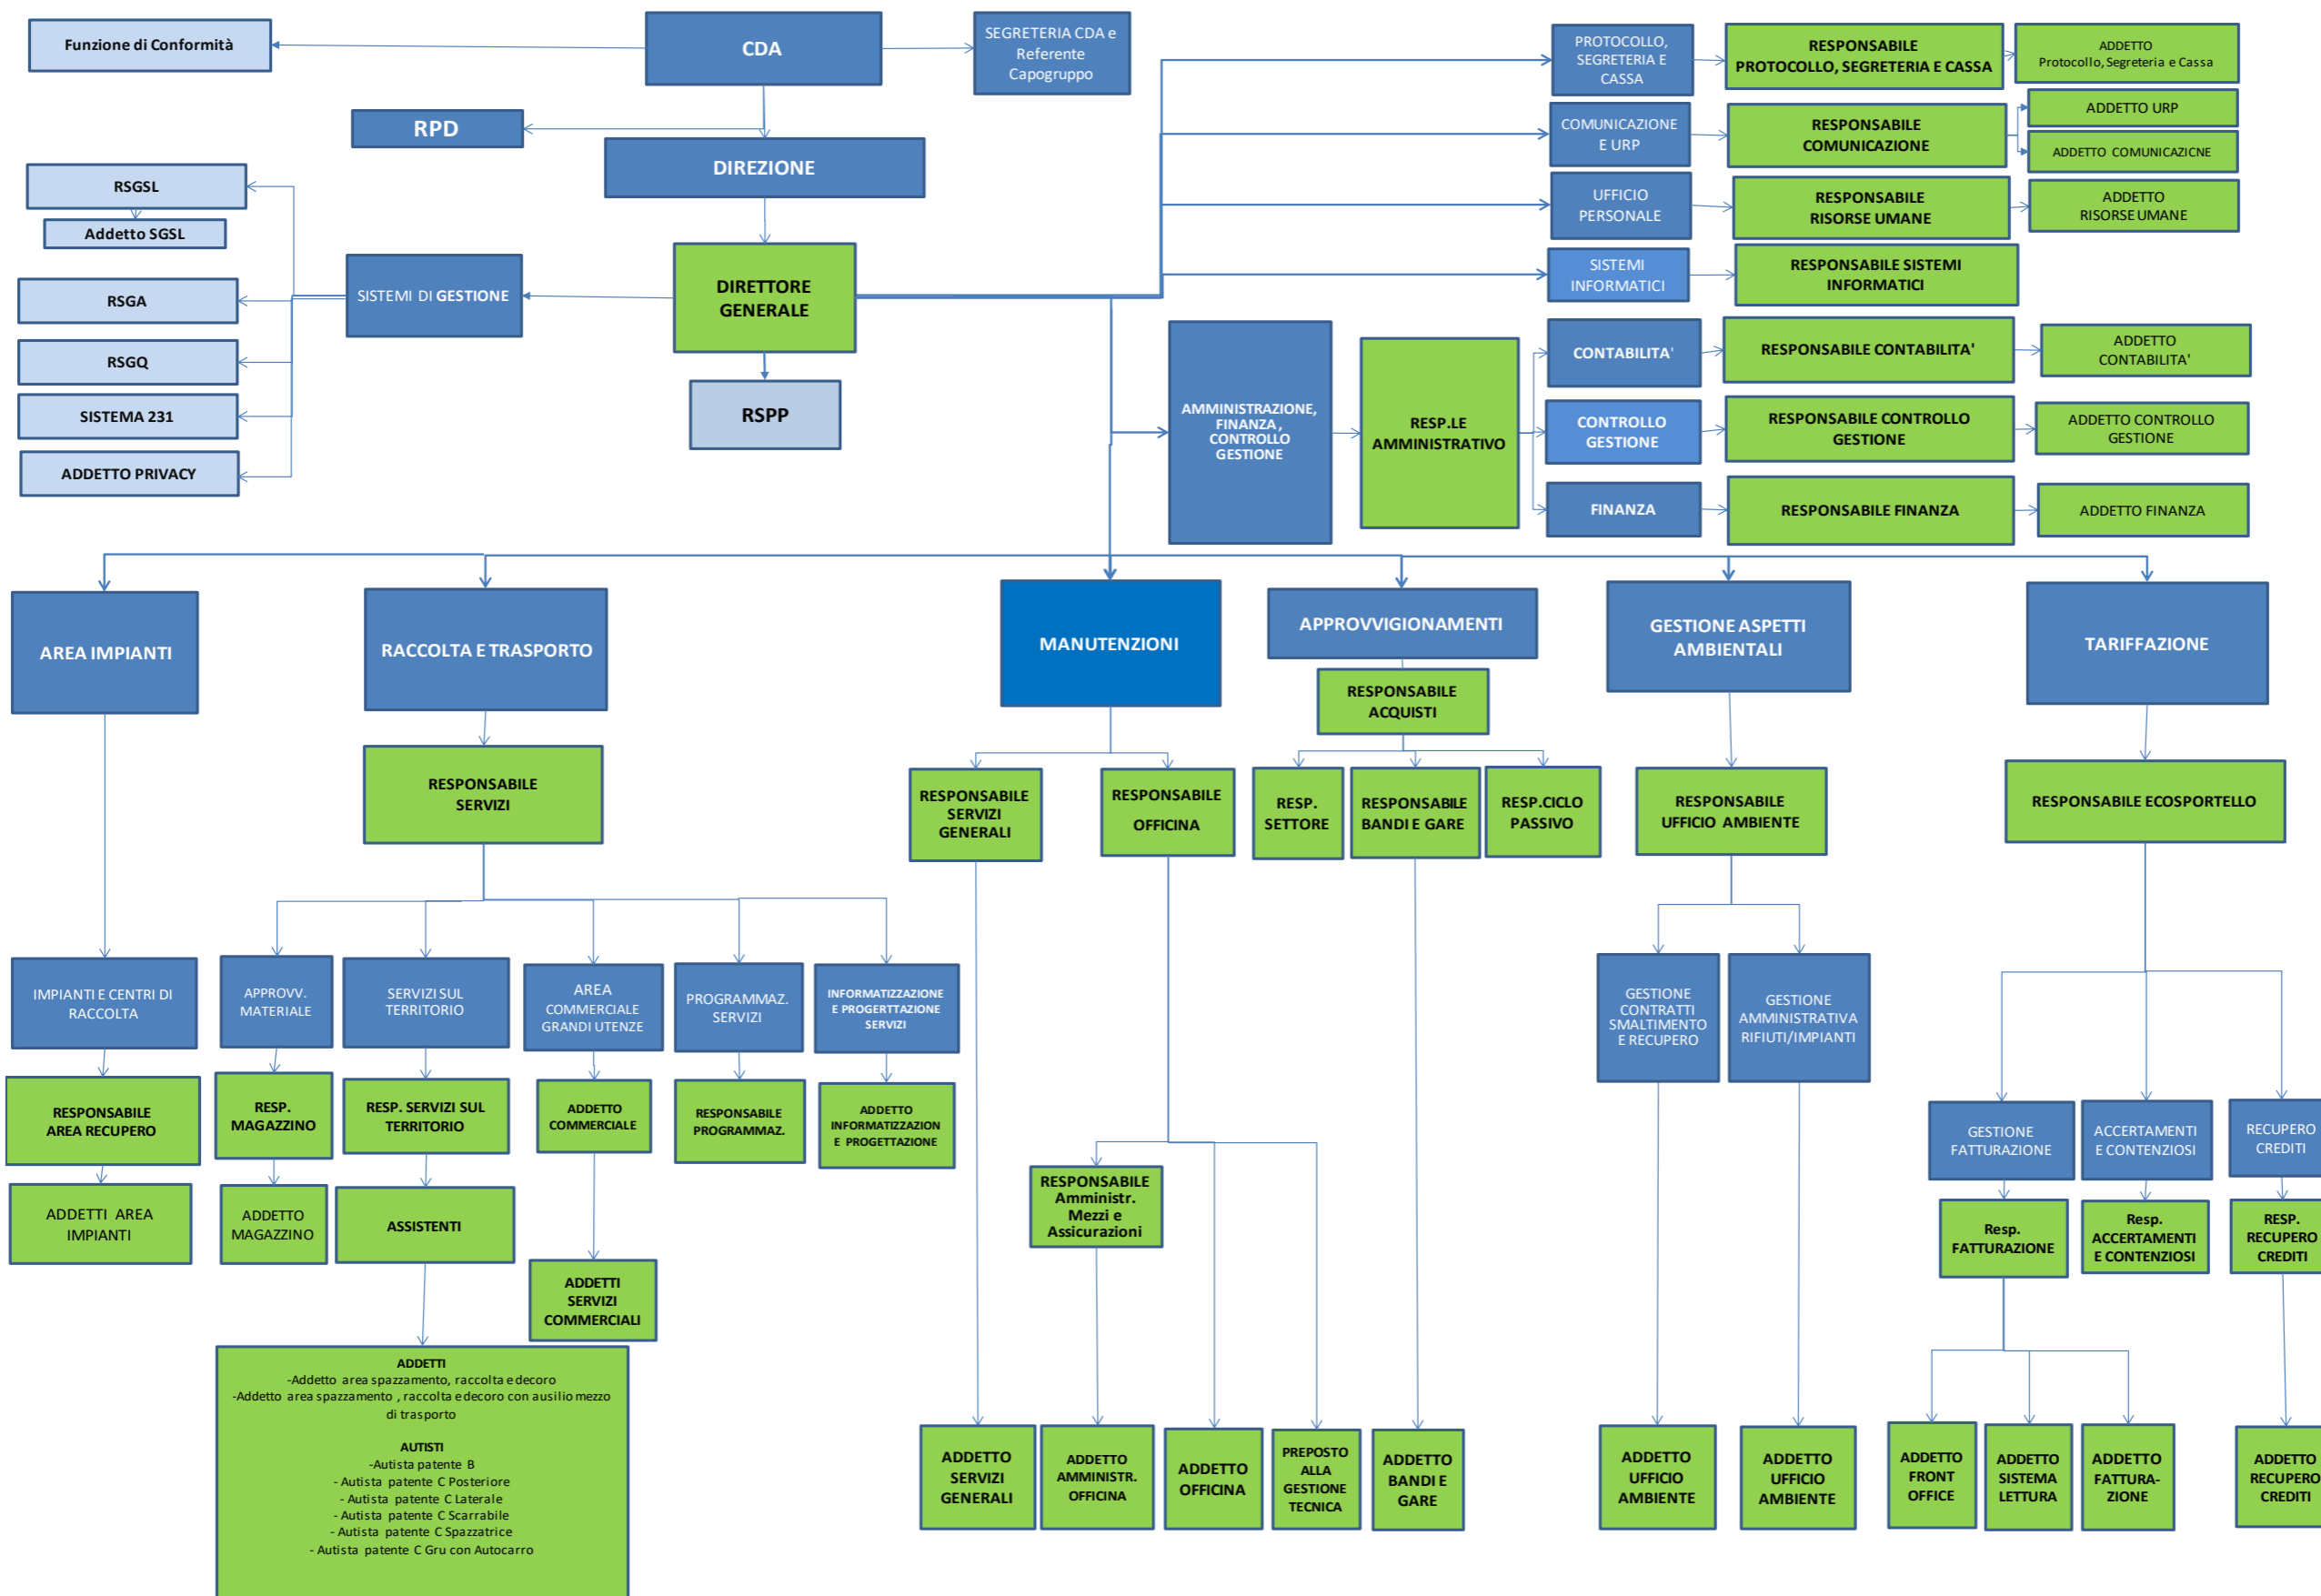 Funzione di Conformità
CDA
SEGRETERIA CDA e
Referente
Capogruppo
RPD
DIREZIONE
RSGSL
Addetto SGSL
RSGA
RSGQ
SISTEMA 231
ADDETTO PRIVACY
SISTEMI DI GESTIONE
DIRETTORE
GENERALE
RSPP
PROTOCOLLO,
SEGRETERIA E
CASSA
RESPONSABILE
PROTOCOLLO, SEGRETERIA E CASSA
ADDETTO
Protocollo, Segreteria e Cassa
COMUNICAZIONE
E URP
RESPONSABILE
COMUNICAZIONE
ADDETTO URP
ADDETTO COMUNICAZICNE
UFFICIO
PERSONALE
RESPONSABILE
RISORSE UMANE
ADDETTO
RISORSE UMANE
SISTEMI
INFORMATICI
RESPONSABILE SISTEMI
INFORMATICI
AMMINISTRAZIONE,
FINANZA ,
CONTROLLO
GESTIONE
RESP.LE
AMMINISTRATIVO
CONTABILITA'
RESPONSABILE CONTABILITA'
ADDETTO
CONTABILITA'
CONTROLLO
GESTIONE
RESPONSABILE CONTROLLO
GESTIONE
ADDETTO CONTROLLO
GESTIONE
FINANZA
RESPONSABILE FINANZA
ADDETTO FINANZA
AREA IMPIANTI
RACCOLTA E TRASPORTO
MANUTENZIONI
APPROVVIGIONAMENTI
GESTIONE ASPETTI
AMBIENTALI
TARIFFAZIONE
RESPONSABILE
SERVIZI
RESPONSABILE
SERVIZI
GENERALI
RESPONSABILE
OFFICINA
RESPONSABILE
ACQUISTI
RESP.
SETTORE
RESPONSABILE
BANDI E GARE
RESP.CICLO
PASSIVO
RESPONSABILE
UFFICIO AMBIENTE
RESPONSABILE ECOSPORTELLO
IMPIANTI E CENTRI DI
RACCOLTA
APPROVV.
MATERIALE
SERVIZI SUL
TERRITORIO
AREA
COMMERCIALE
GRANDI UTENZE
PROGRAMMAZ.
SERVIZI
INFORMATIZZAZIONE
E PROGERTTAZIONE
SERVIZI
GESTIONE
CONTRATTI
SMALTIMENTO
E RECUPERO
GESTIONE
AMMINISTRATIVA
RIFIUTI/IMPIANTI
RESPONSABILE
AREA RECUPERO
RESP.
MAGAZZINO
RESP. SERVIZI SUL
TERRITORIO
ADDETTO
COMMERCIALE
RESPONSABILE
PROGRAMMAZ.
ADDETTO
INFORMATIZZAZION
E PROGETTAZIONE
GESTIONE
FATTURAZIONE
ACCERTAMENTI
E CONTENZIOSI
RECUPERO
CREDITI
ADDETTI AREA
IMPIANTI
ADDETTO
MAGAZZINO
ASSISTENTI
ADDETTI
SERVIZI
COMMERCIALI
RESPONSABILE
Amministr.
Mezzi e
Assicurazioni
Resp.
FATTURAZIONE
Resp.
ACCERTAMENTI
E CONTENZIOSI
RESP.
RECUPERO
CREDITI
ADDETTI
-Addetto area spazzamento, raccolta e decoro
-Addetto area spazzamento , raccolta e decoro con ausilio mezzo
di trasporto
AUTISTI
-Autista patente B
- Autista patente C Posteriore
- Autista patente C Laterale
- Autista patente C Scarrabile
- Autista patente C Spazzatrice
- Autista patente C Gru con Autocarro
ADDETTO
SERVIZI
GENERALI
ADDETTO
AMMINISTR.
OFFICINA
ADDETTO
OFFICINA
PREPOSTO
ALLA
GESTIONE
TECNICA
ADDETTO
BANDI E
GARE
ADDETTO
UFFICIO
AMBIENTE
ADDETTO
UFFICIO
AMBIENTE
ADDETTO
FRONT
OFFICE
ADDETTO
SISTEMA
LETTURA
ADDETTO
FATTURA-
ZIONE
ADDETTO
RECUPERO
CREDITI